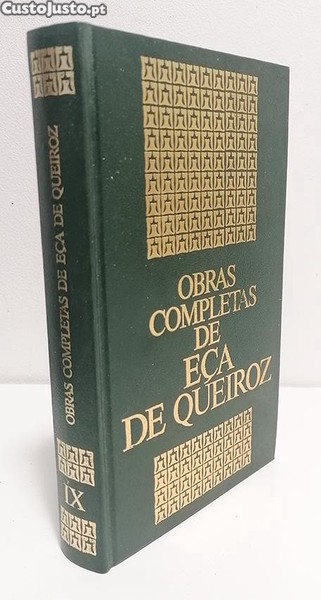 CustoJusto.pt
OBRAS COMPLETAS DE EÇA DE QUEIROZ
IX
OBRAS
COMPLETAS
DE
EÇA
DE QUEIROZ